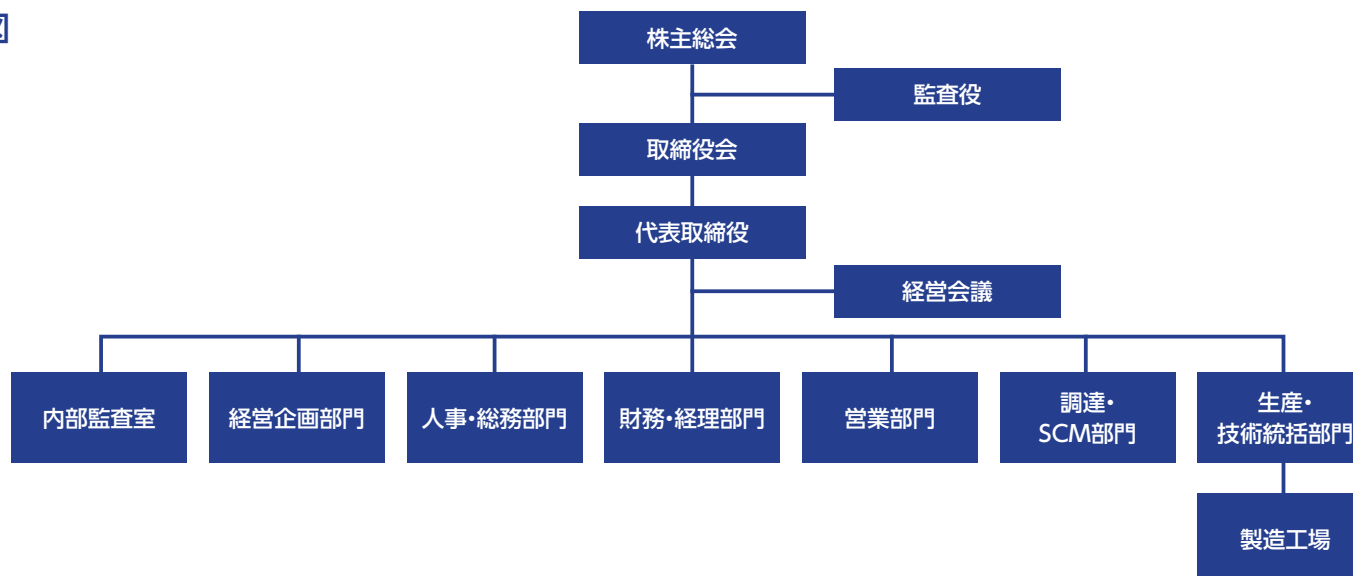 図
株主総会
監査役
取締役会
代表取締役
経営会議
内部監査室
経営企画部門
人事・総務部門
財務・経理部門
営業部門
調達・
SCM部門
生産・
技術統括部門
製造工場